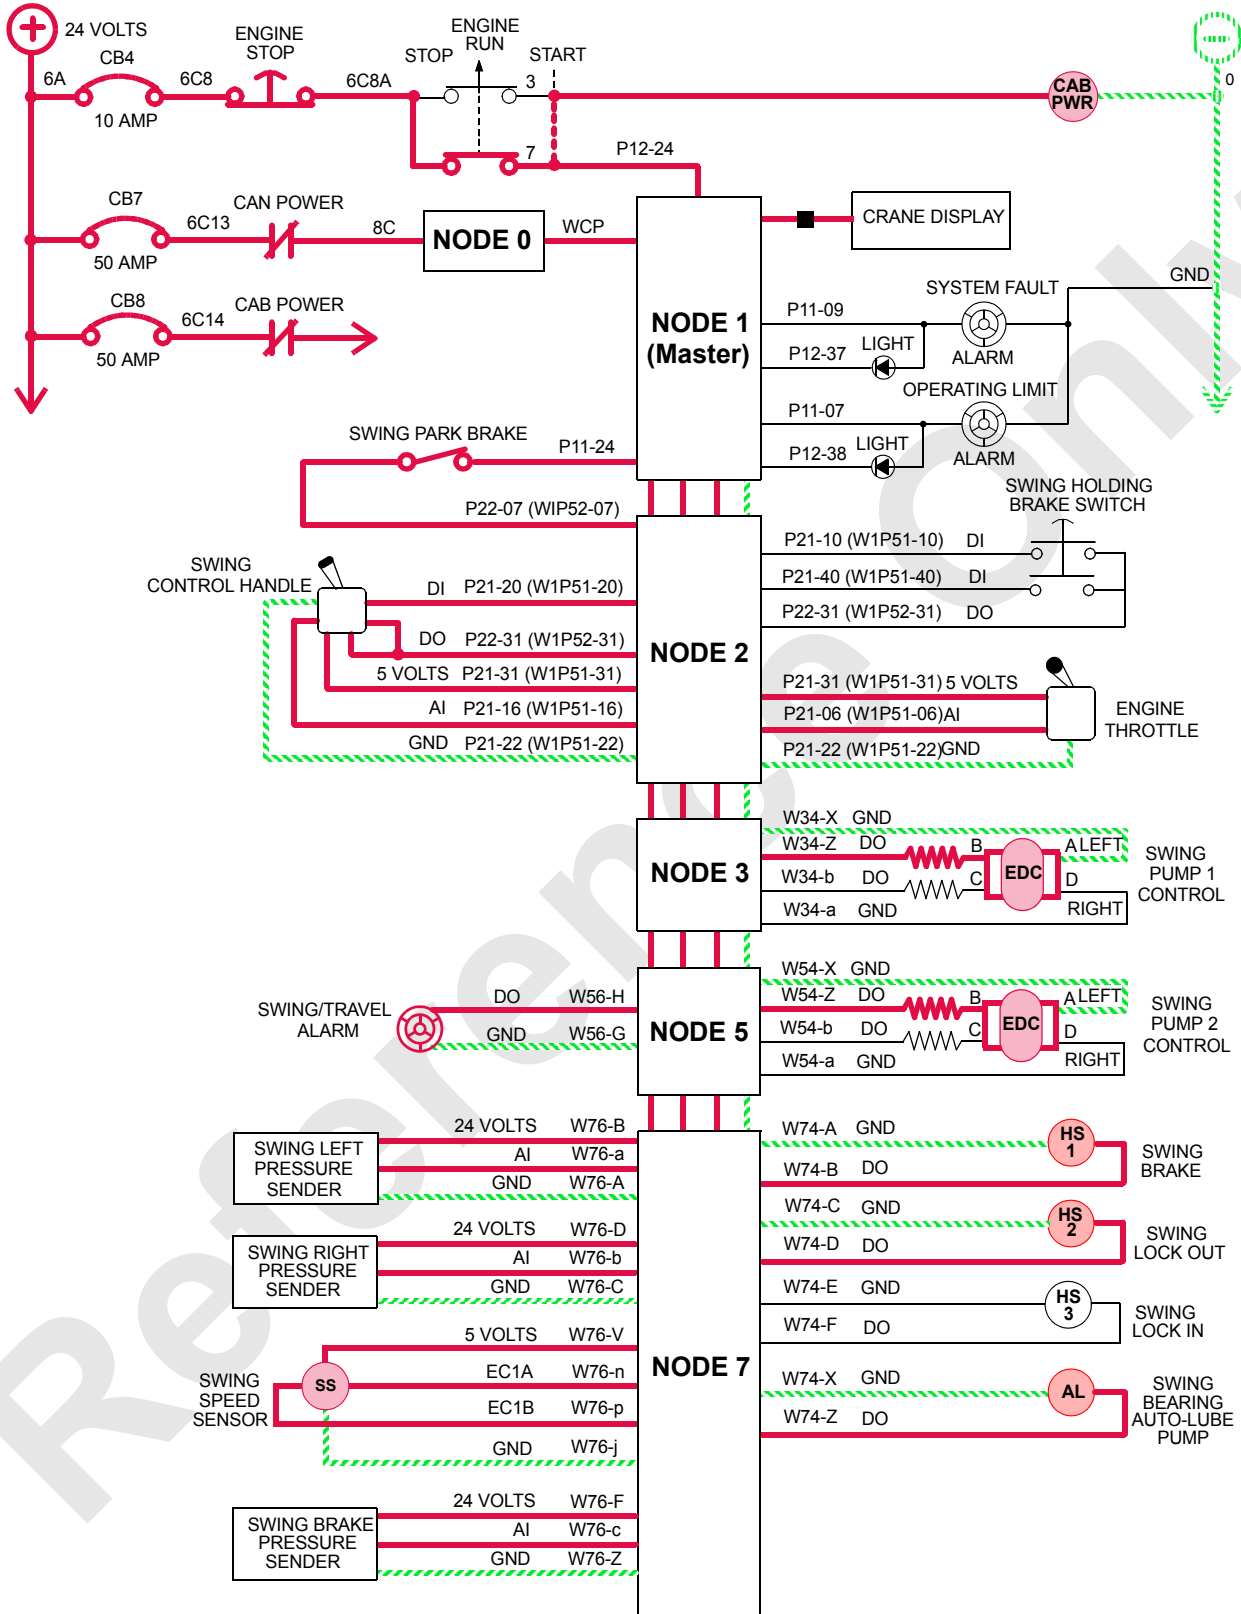 24 VOLTS
ENGINE
STOP
ENGINE
RUN
STOP
START
CB4
6A
6C8
6C8A
3
10 AMP
CAB
PWR
0
7
P12-24
CB7
6C13
CAN POWER
8C
NODE 0
WCP
50 AMP
CRANE DISPLAY
CB8
6C14
CAB POWER
50 AMP
NODE 1
(Master)
GND
SYSTEM FAULT
P11-09
LIGHT
P12-37
ALARM
OPERATING LIMIT
P11-07
LIGHT
P12-38
ALARM
SWING PARK BRAKE
P11-24
P22-07 (WIP52-07)
SWING HOLDING
BRAKE SWITCH
P21-10 (W1P51-10) DI
P21-40 (W1P51-40) DI
P22-31 (W1P52-31) DO
SWING
CONTROL HANDLE
DI P21-20 (W1P51-20)
DO P22-31 (W1P52-31)
5 VOLTS P21-31 (W1P51-31)
AI P21-16 (W1P51-16)
GND P21-22 (W1P51-22)
NODE 2
P21-31 (W1P51-31) 5 VOLTS
P21-06 (W1P51-06)AI
P21-22 (W1P51-22)GND
ENGINE
THROTTLE
NODE 3
W34-X GND
W34-Z DO
W34-b DO
W34-a GND
B
C
EDC
A LEFT
D
RIGHT
SWING
PUMP 1
CONTROL
SWING/TRAVEL
ALARM
DO W56-H
GND W56-G
NODE 5
W54-X GND
W54-Z DO
W54-b DO
W54-a GND
B
C
EDC
A LEFT
D
RIGHT
SWING
PUMP 2
CONTROL
SWING LEFT
PRESSURE
SENDER
24 VOLTS W76-B
AI W76-a
GND W76-A
SWING RIGHT
PRESSURE
SENDER
24 VOLTS W76-D
AI W76-b
GND W76-C
SWING
SPEED
SENSOR
SS
5 VOLTS W76-V
EC1A W76-n
EC1B W76-p
GND W76-j
SWING BRAKE
PRESSURE
SENDER
24 VOLTS W76-F
AI W76-c
GND W76-Z
NODE 7
W74-A GND
W74-B DO
HS
1
SWING
BRAKE
W74-C GND
W74-D DO
HS
2
SWING
LOCK OUT
W74-E GND
W74-F DO
HS
3
SWING
LOCK IN
W74-X GND
W74-Z DO
AL
SWING
BEARING
AUTO-LUBE
PUMP
Reference Only